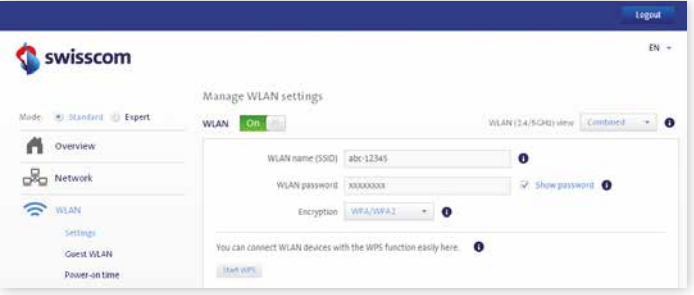 Logout
swisscom
EN
Manage WLAN settings
Mode: Standard Expert
WLAN On
WLAN (2.4/5GHz) view Combined
Overview
Network
WLAN
Settings
Guest WLAN
Power-on time
WLAN name (SSID) abc-12345
WLAN password xxxxxxxx Show password
Encryption WPA/WPA2
You can connect WLAN devices with the WPS function easily here.
Start WPS